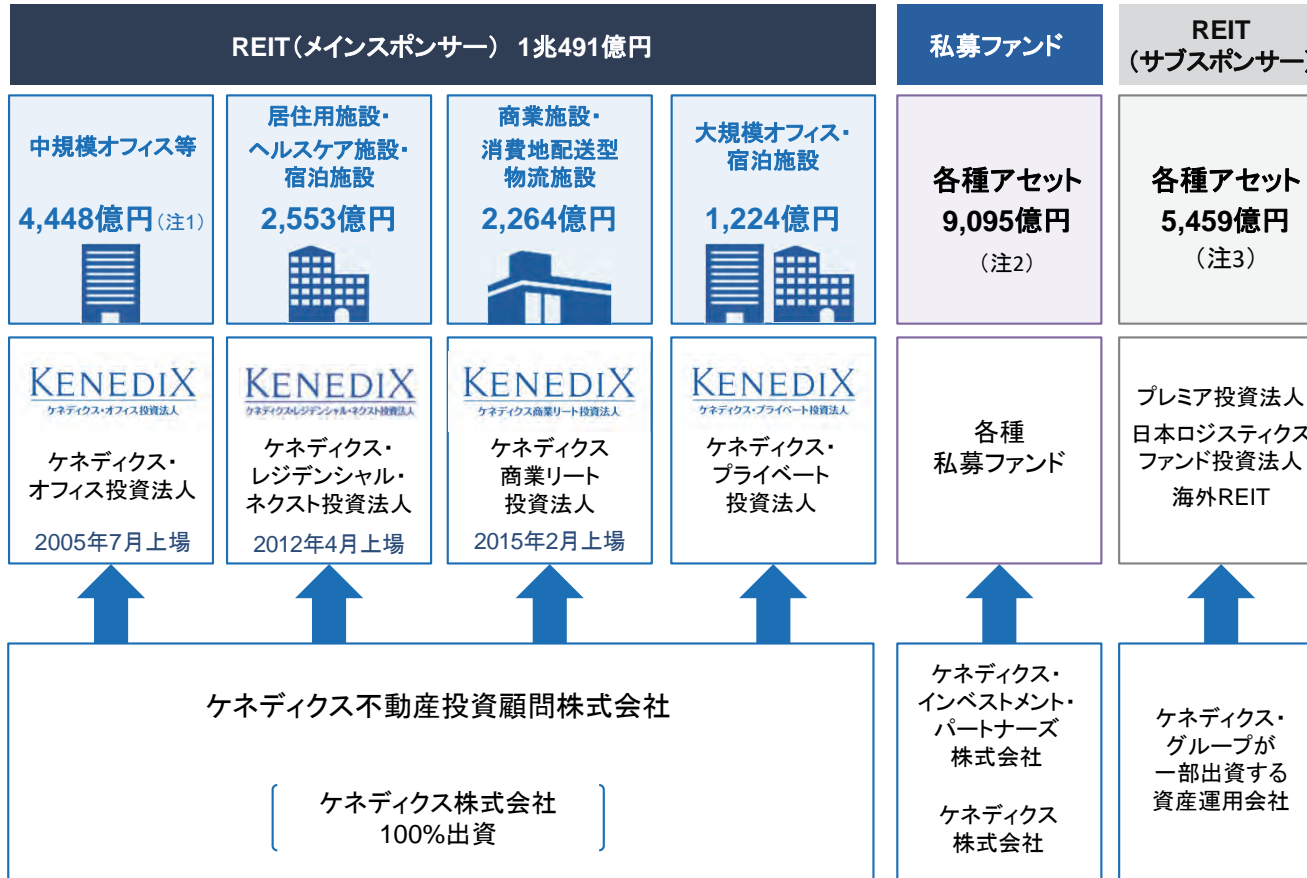 REIT(メインスポンサー) 1兆491億円
私募ファンド
REIT
(サブスポンサー)
中規模オフィス等
4,448億円(注1)
居住用施設・
ヘルスケア施設・
宿泊施設
2,553億円
商業施設・
消費地配送型
物流施設
2,264億円
大規模オフィス・
宿泊施設
1,224億円
各種アセット
9,095億円
(注2)
各種アセット
5,459億円
(注3)
KENEDIX
ケネディクス・オフィス投資法人
ケネディクス・
オフィス投資法人
2005年7月上場
KENEDIX
ケネディクス・レジデンシャル・ネクスト投資法人
ケネディクス・
レジデンシャル・
ネクスト投資法人
2012年4月上場
KENEDIX
ケネディクス商業リート投資法人
ケネディクス
商業リート
投資法人
2015年2月上場
KENEDIX
ケネディクス・プライベート投資法人
ケネディクス・
プライベート
投資法人
各種
私募ファンド
プレミア投資法人
日本ロジスティクス
ファンド投資法人
海外REIT
ケネディクス不動産投資顧問株式会社
ケネディクス株式会社
100%出資
ケネディクス・
インベストメント・
パートナーズ
株式会社
ケネディクス
株式会社
ケネディクス・
グループが
一部出資する
資産運用会社